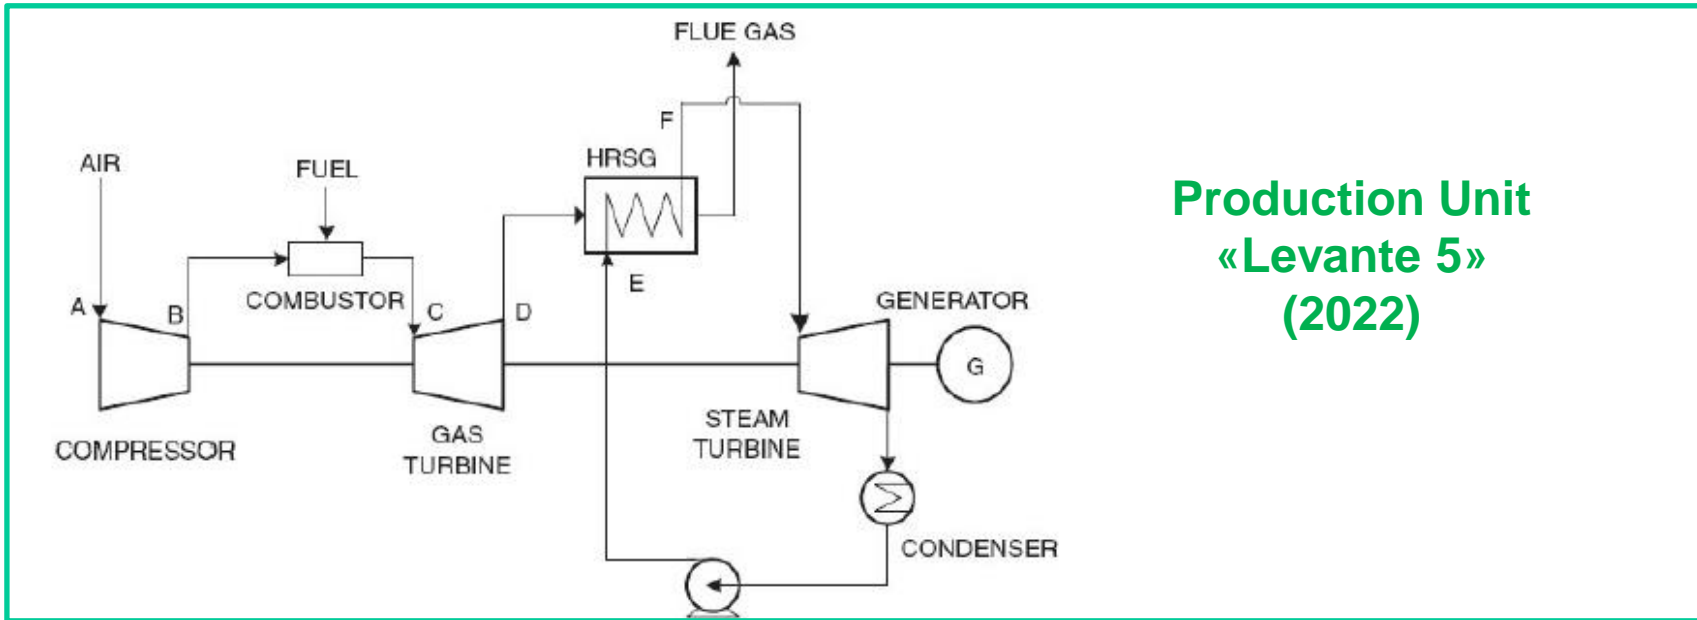 FLUE GAS
F
HRSG
AIR
FUEL
E
COMBUSTOR
A
B
C
D
GENERATOR
G
COMPRESSOR
GAS
TURBINE
STEAM
TURBINE
CONDENSER
Production Unit
«Levante 5»
(2022)